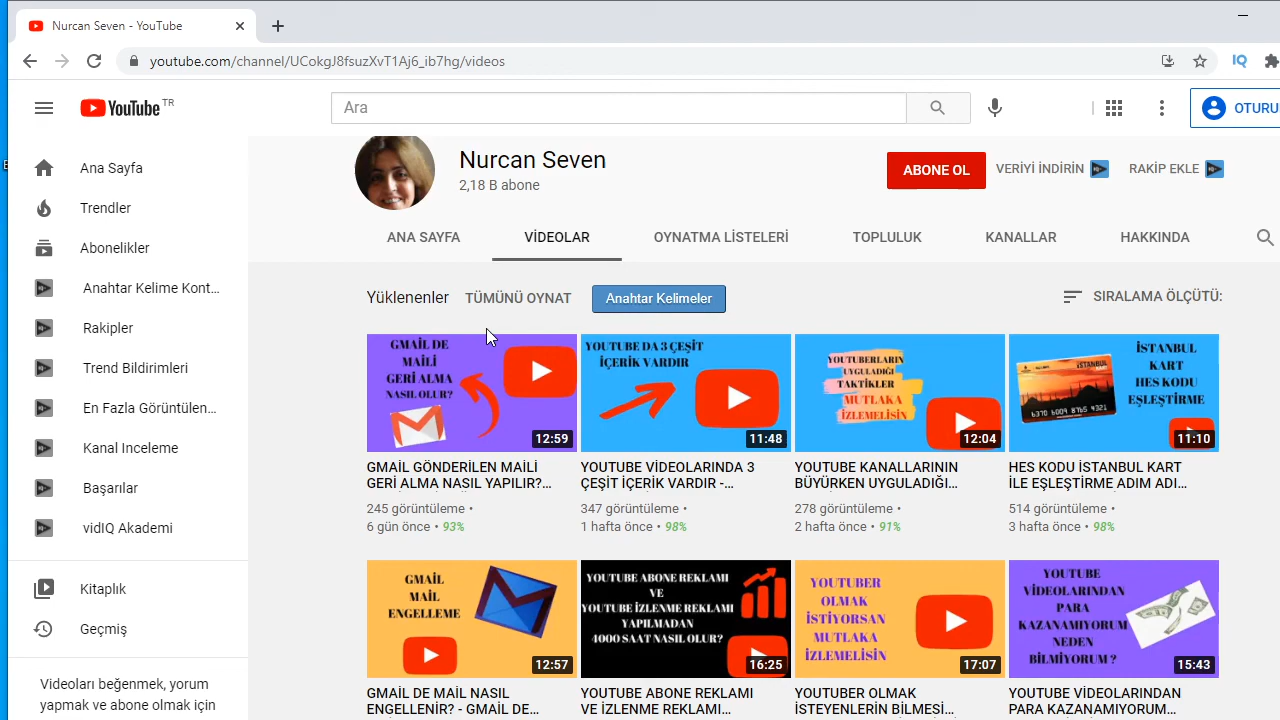 Nurcan Seven - YouTube
youtube.com/channel/UCokgJ8fsuzXvT1Aj6_ib7hg/videos
IQ
YouTube TR
Ara
OTURU
Ana Sayfa
Trendler
Abonelikler
Anahtar Kelime Kont...
Rakipler
Trend Bildirimleri
En Fazla Görüntülen...
Kanal Inceleme
Başarılar
vidIQ Akademi
Kitaplık
Geçmiş
Videoları beğenmek, yorum
yapmak ve abone olmak için
Nurcan Seven
2,18 B abone
ABONE OL
VERİYİ İNDİRİN
RAKİP EKLE
ANA SAYFA
VİDEOLAR
OYNATMA LİSTELERİ
TOPLULUK
KANALLAR
HAKKINDA
Yüklenenler
TÜMÜNÜ OYNAT
Anahtar Kelimeler
SIRALAMA ÖLÇÜTÜ:
GMAİL DE
MAİLİ
GERİ ALMA
NASIL OLUR?
12:59
GMAİL GÖNDERİLEN MAİLİ
GERİ ALMA NASIL YAPILIR?...
245 görüntüleme •
6 gün önce • 93%
YOUTUBE DA 3 ÇEŞİT
İÇERİK VARDIR
11:48
YOUTUBE VİDEOLARINDA 3
ÇEŞİT İÇERİK VARDIR -...
347 görüntüleme •
1 hafta önce • 98%
YOUTUBERLARIN
UYGULADIĞI
TAKTİKLER
MUTLAKA
İZLEMELİSİN
12:04
YOUTUBE KANALLARININ
BÜYÜRKEN UYGULADIĞI...
278 görüntüleme •
2 hafta önce • 91%
İSTANBUL
KART
HES KODU
EŞLEŞTİRME
İSTANBUL
6370 6009 8765 4321
11:10
HES KODU İSTANBUL KART
İLE EŞLEŞTİRME ADIM ADI...
514 görüntüleme •
3 hafta önce • 98%
GMAİL
MAİL
ENGELLEME
12:57
GMAİL DE MAİL NASIL
ENGELLENİR? - GMAİL DE...
YOUTUBE ABONE REKLAMI
VE
YOUTUBE İZLENME REKLAMI
YAPILMADAN
4000 SAAT NASIL OLUR?
16:25
YOUTUBE ABONE REKLAMI
VE İZLENME REKLAMI...
YOUTUBER
OLMAK
İSTİYORSAN
MUTLAKA
İZLEMELİSİN
17:07
YOUTUBER OLMAK
İSTEYENLERİN BİLMESİ...
YOUTUBE
VİDEOLARINDAN
PARA
KAZANAMIYORUM
NEDEN
BİLMİYORUM ?
15:43
YOUTUBE VİDEOLARINDAN
PARA KAZANAMIYORUM...